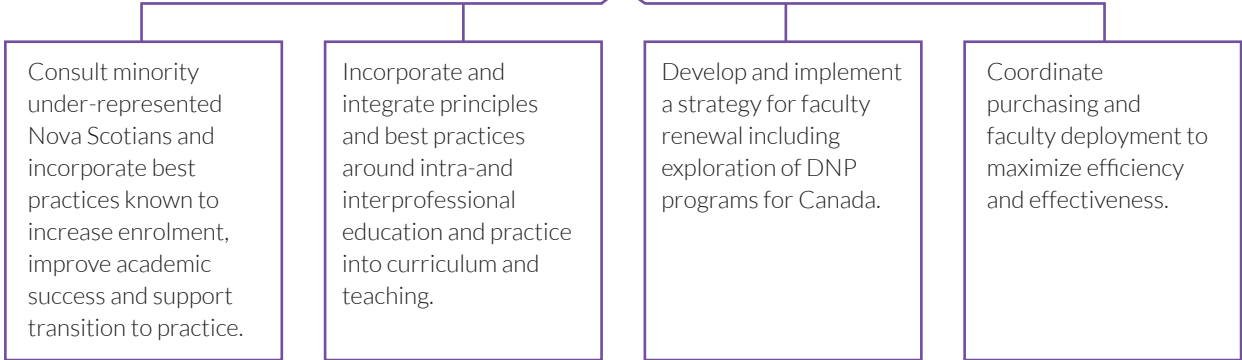 Consult minority
under-represented
Nova Scotians and
incorporate best
practices known to
increase enrolment,
improve academic
success and support
transition to practice.
Incorporate and
integrate principles
and best practices
around intra-and
interprofessional
education and practice
into curriculum and
teaching.
Develop and implement
a strategy for faculty
renewal including
exploration of DNP
programs for Canada.
Coordinate
purchasing and
faculty deployment to
maximize efficiency
and effectiveness.